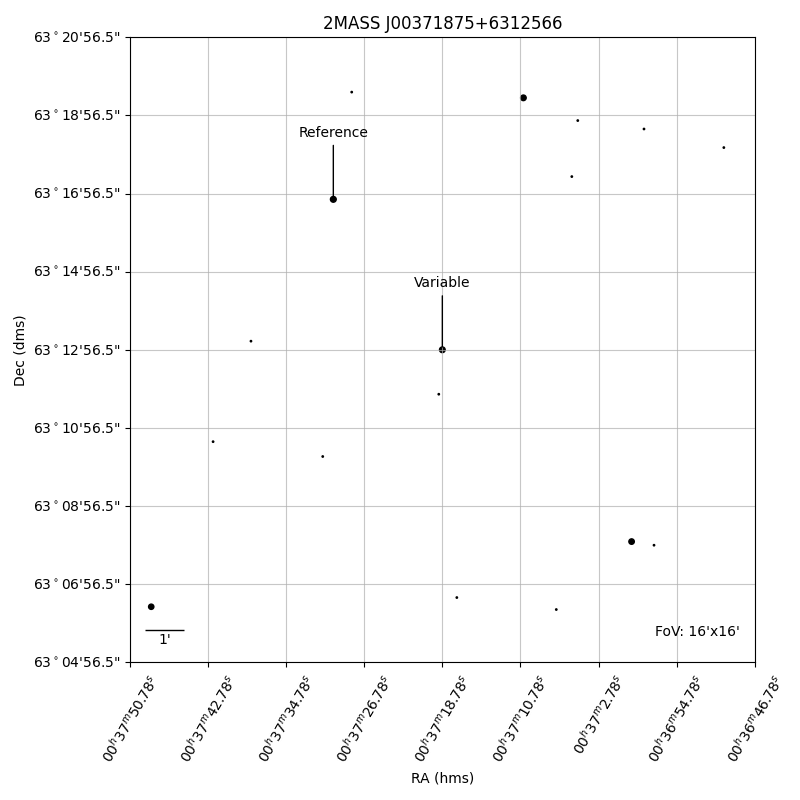 2MASS J00371875+6312566
63°20'56.5"
63°18'56.5"
63°16'56.5"
63°14'56.5"
63°12'56.5"
63°10'56.5"
63°08'56.5"
63°06'56.5"
63°04'56.5"
Dec (dms)
Reference
Variable
1'
FoV: 16'x16'
00h37m50.78s
00h37m42.78s
00h37m34.78s
00h37m26.78s
00h37m18.78s
00h37m10.78s
00h37m2.78s
00h36m54.78s
00h36m46.78s
RA (hms)